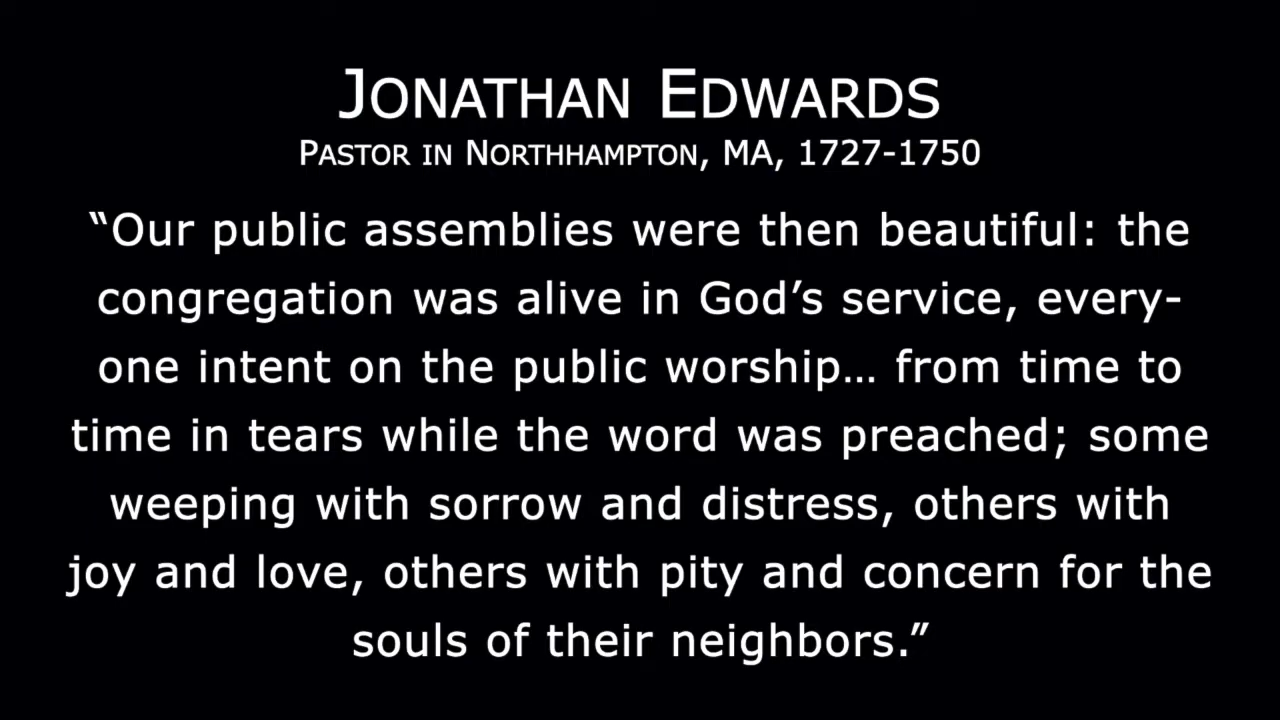 JONATHAN EDWARDS
PASTOR IN NORTHHAMPTON, MA, 1727-1750
“Our public assemblies were then beautiful: the
congregation was alive in God’s service, every-
one intent on the public worship… from time to
time in tears while the word was preached; some
weeping with sorrow and distress, others with
joy and love, others with pity and concern for the
souls of their neighbors.”